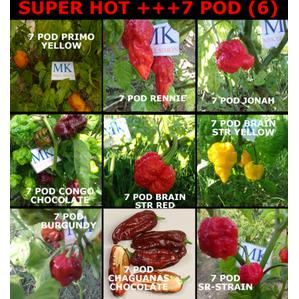 SUPER HOT +++7 POD (6)
7 POD PRIMO
YELLOW
MK
7 POD RENNIE
MK
7 POD JONAH
MK
7 POD CONGO
CHOCOLATE
MK
7 POD BRAIN
STR RED
7 POD BRAIN
STR YELLOW
7 POD
BURGUNDY
7 POD
CHAGUANAS
CHOCOLATE
MK
7 POD
SR-STRAIN